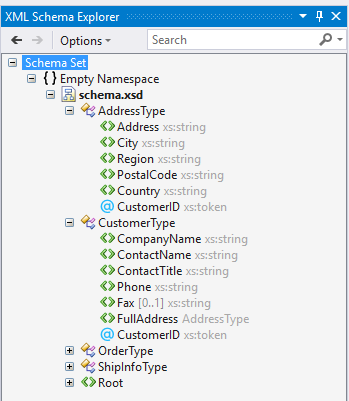 XML Schema Explorer
Options Search
Schema Set
{ } Empty Namespace
schema.xsd
AddressType
Address xs:string
City xs:string
Region xs:string
PostalCode xs:string
Country xs:string
@ CustomerID xs:token
CustomerType
CompanyName xs:string
ContactName xs:string
ContactTitle xs:string
Phone xs:string
Fax [0..1] xs:string
FullAddress AddressType
@ CustomerID xs:token
OrderType
ShipInfoType
Root